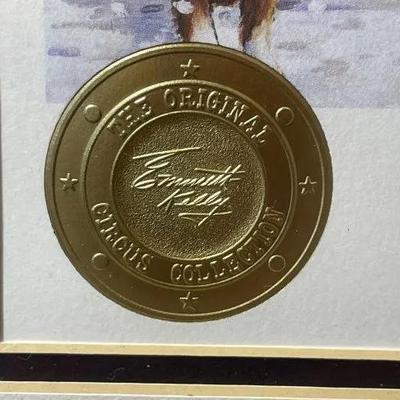 THE ORIGINAL
Emmett
Kelly
CIRCUS COLLECTION